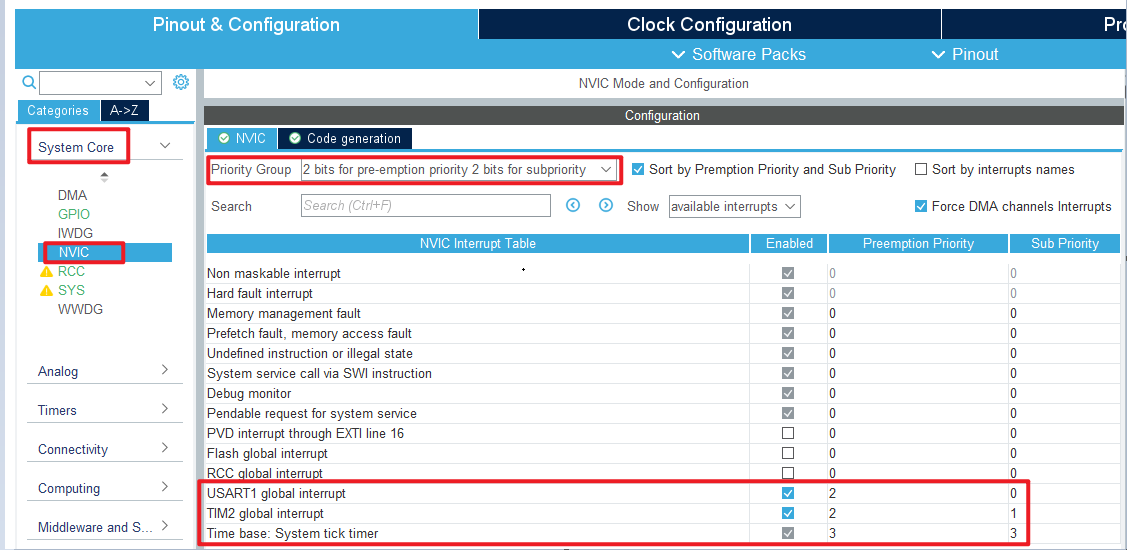 Pinout & Configuration Clock Configuration Pro
Software Packs Pinout
NVIC Mode and Configuration
Categories A->Z
Configuration
NVIC Code generation
System Core
Priority Group 2 bits for pre-emption priority 2 bits for subpriority Sort by Premption Priority and Sub Priority Sort by interrupts names
Search Search (Ctrl+F) Show available interrupts Force DMA channels Interrupts
DMA
GPIO
IWDG
NVIC
RCC
SYS
WWDG
Analog
Timers
Connectivity
Computing
Middleware and S...
NVIC Interrupt Table Enabled Preemption Priority Sub Priority
Non maskable interrupt 0 0
Hard fault interrupt 0 0
Memory management fault 0 0
Prefetch fault, memory access fault 0 0
Undefined instruction or illegal state 0 0
System service call via SWI instruction 0 0
Debug monitor 0 0
Pendable request for system service 0 0
PVD interrupt through EXTI line 16 0 0
Flash global interrupt 0 0
RCC global interrupt 0 0
USART1 global interrupt 2 0
TIM2 global interrupt 2 1
Time base: System tick timer 3 3